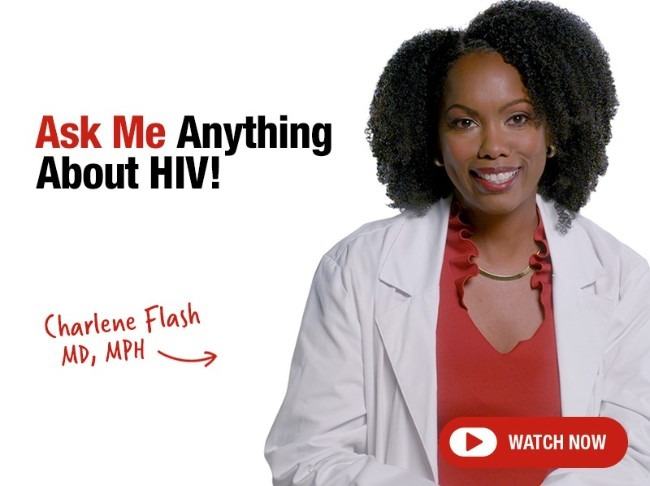 Ask Me Anything
About HIV!
Charlene Flash
MD, MPH
WATCH NOW